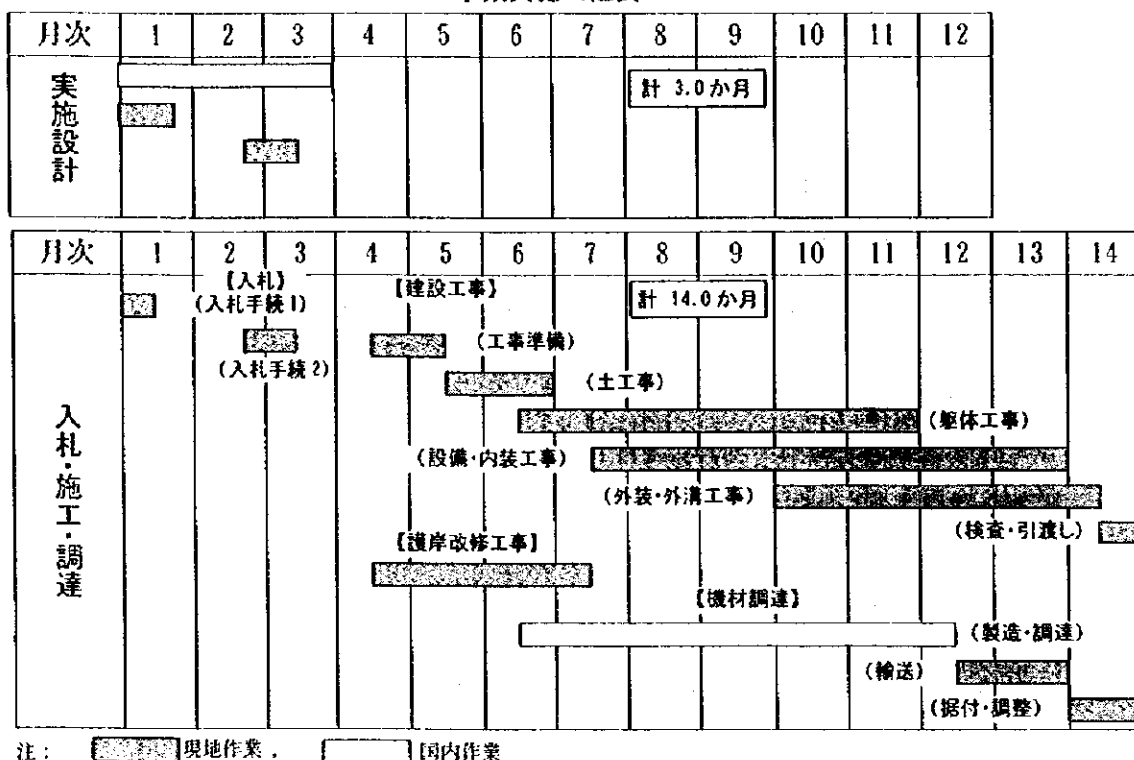 月次 1 2 3 4 5 6 7 8 9 10 11 12
実施設計
計 3.0か月
月次 1 2 3 4 5 6 7 8 9 10 11 12 13 14
入札・施工・調達
【入札】
(入札手続1)
(入札手続2)
【建設工事】
計 14.0か月
(工事準備)
(土工事)
(躯体工事)
(設備・内装工事)
(外装・外溝工事)
(検査・引渡し)
【護岸改修工事】
【機材調達】
(製造・調達)
(輸送)
(据付・調整)
注: 現地作業, 国内作業